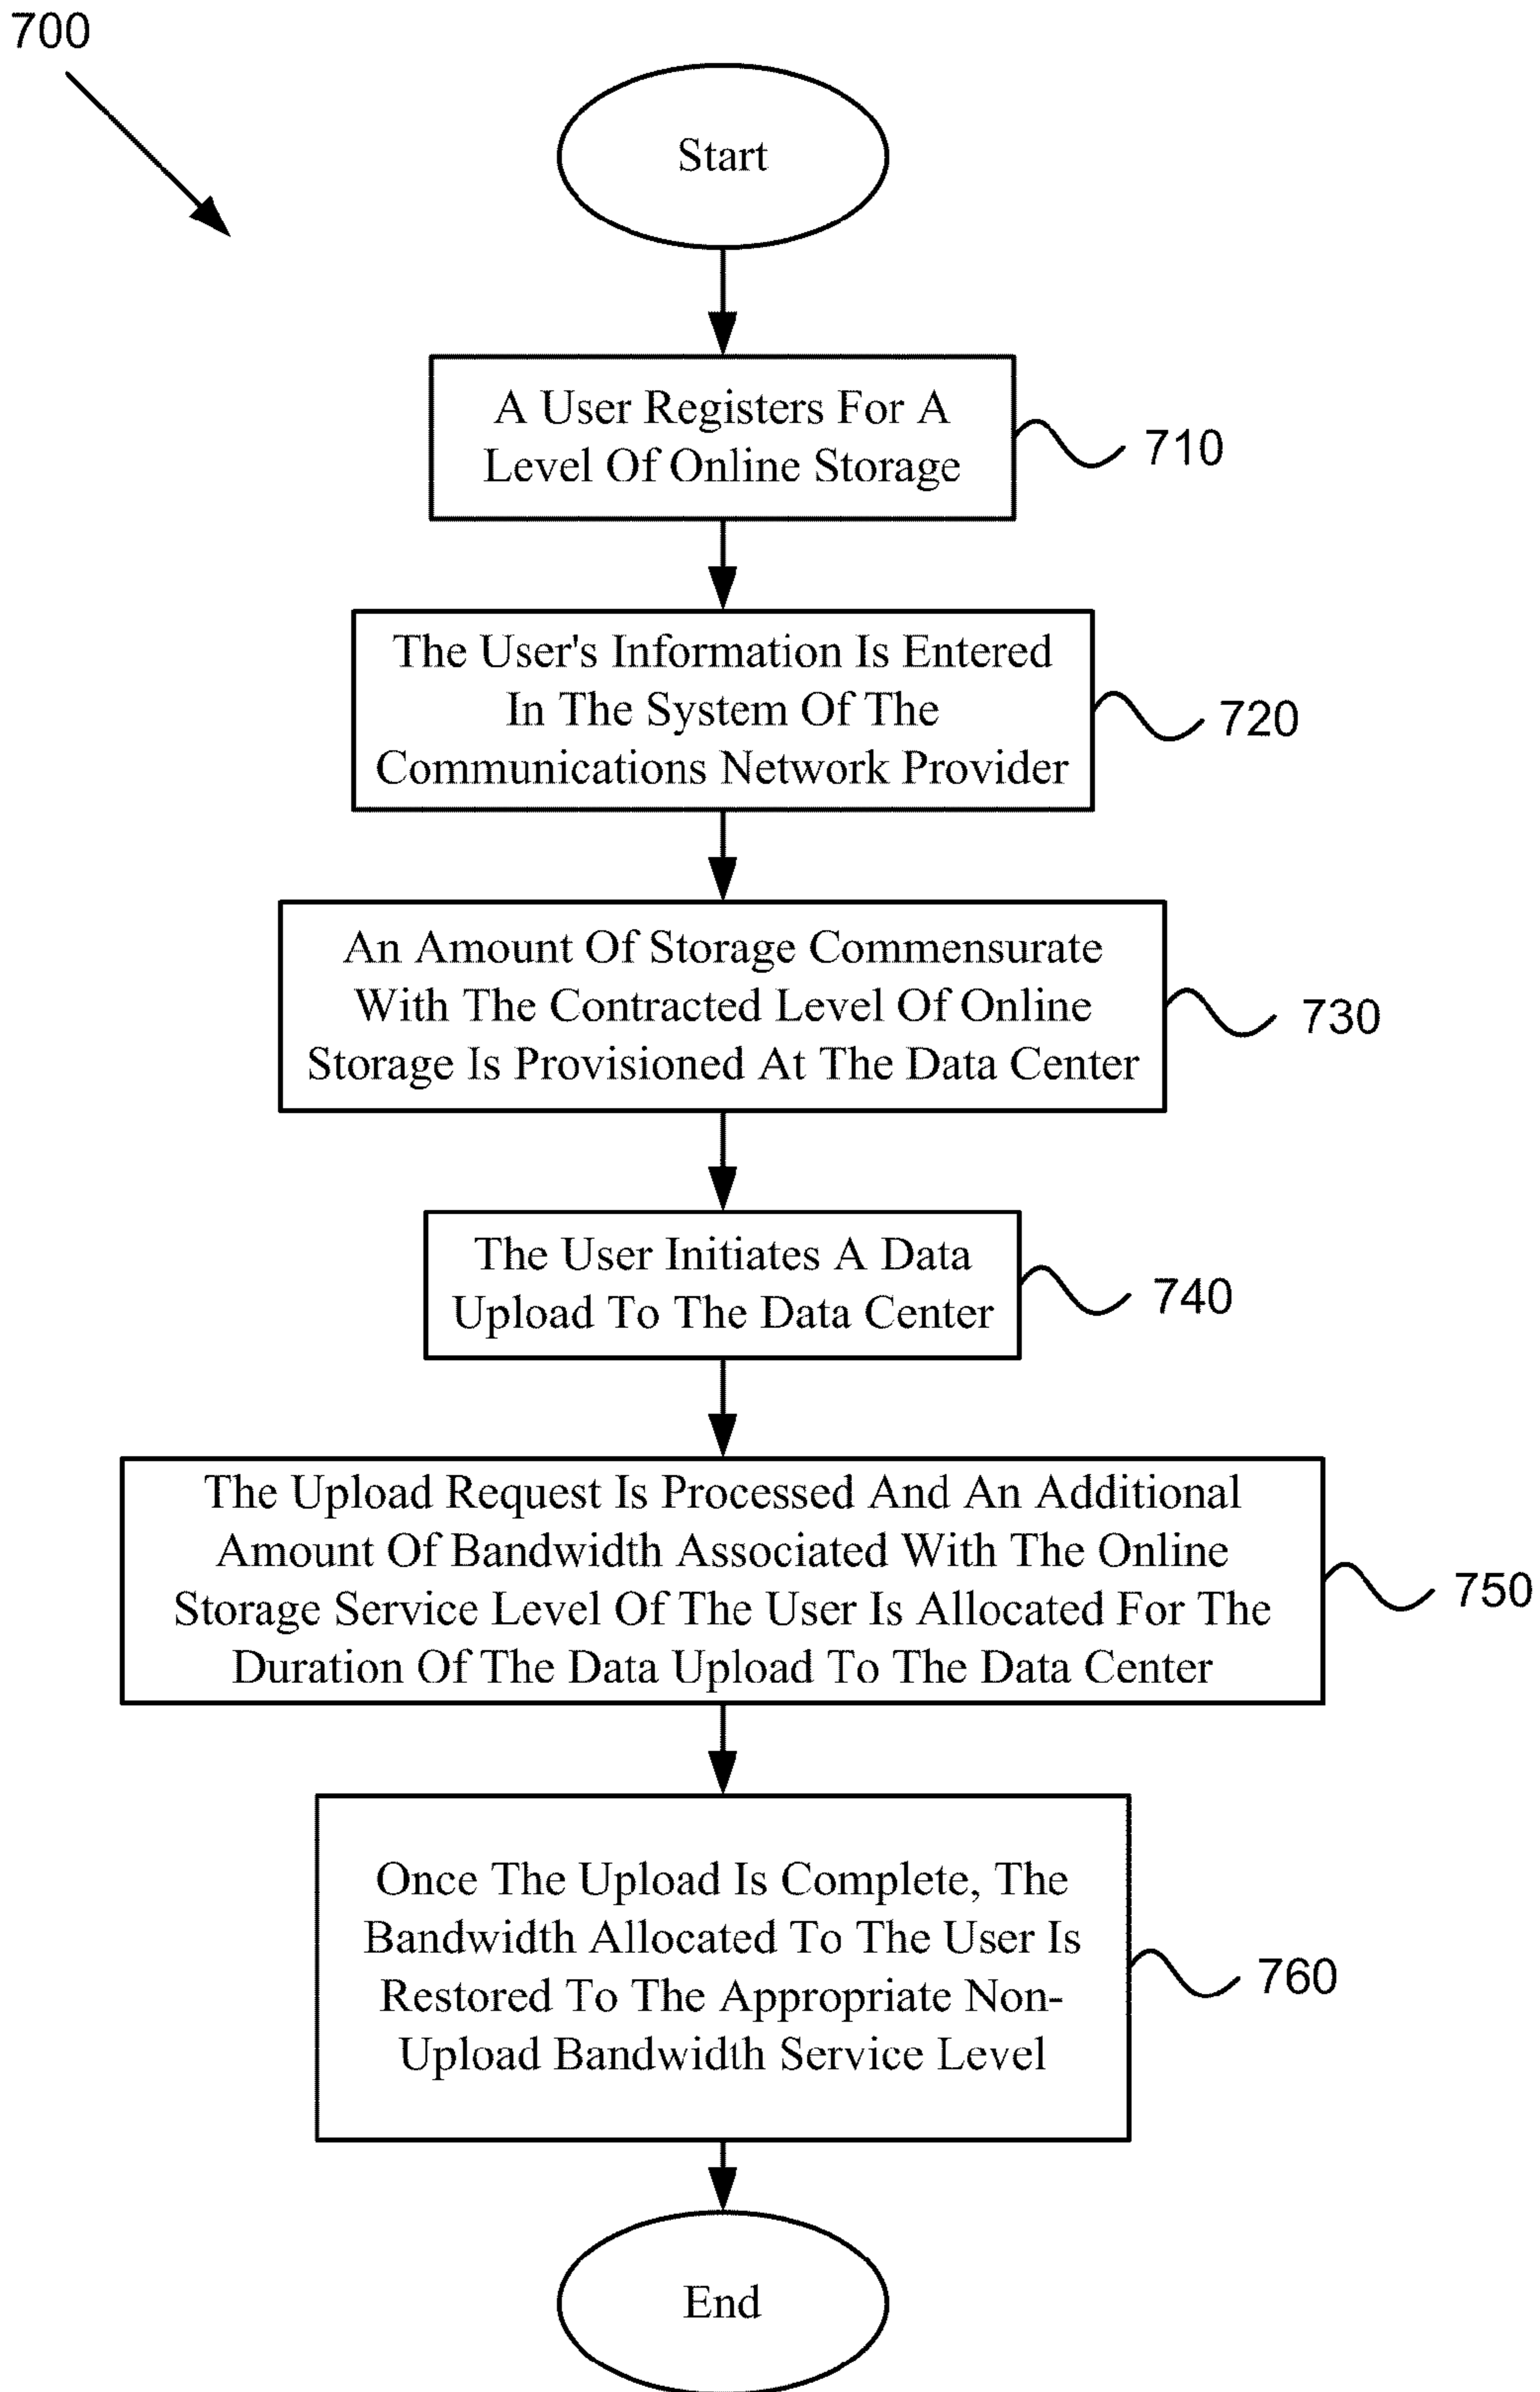 700
Start
A User Registers For A
Level Of Online Storage
710
The User's Information Is Entered
In The System Of The
Communications Network Provider
720
An Amount Of Storage Commensurate
With The Contracted Level Of Online
Storage Is Provisioned At The Data Center
730
The User Initiates A Data
Upload To The Data Center
740
The Upload Request Is Processed And An Additional
Amount Of Bandwidth Associated With The Online
Storage Service Level Of The User Is Allocated For The
Duration Of The Data Upload To The Data Center
750
Once The Upload Is Complete, The
Bandwidth Allocated To The User Is
Restored To The Appropriate Non-
Upload Bandwidth Service Level
760
End